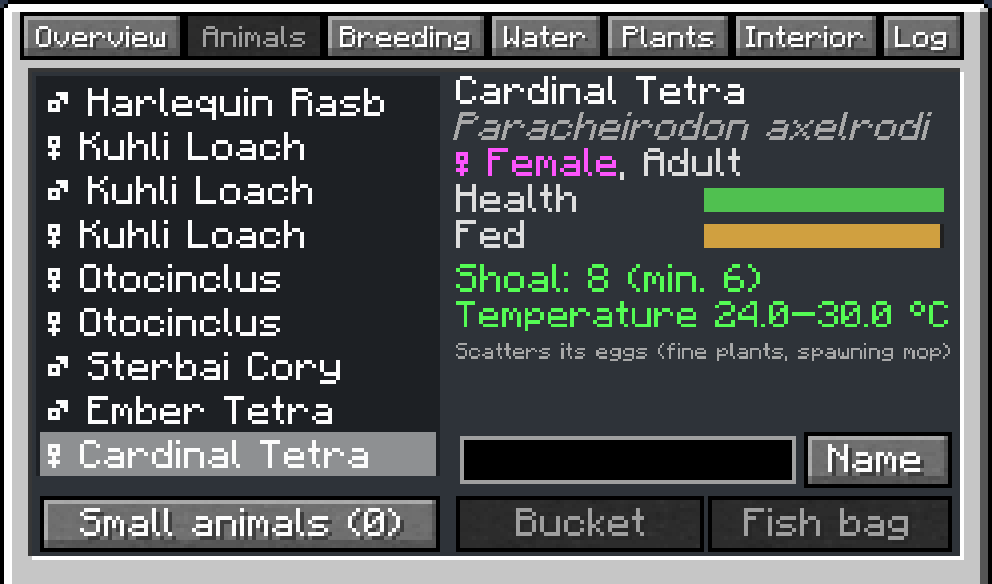 Overview Animals Breeding Water Plants Interior Log
♂ Harlequin Rasb
♀ Kuhli Loach
♂ Kuhli Loach
♀ Kuhli Loach
♀ Otocinclus
♀ Otocinclus
♂ Sterbai Cory
♂ Ember Tetra
♀ Cardinal Tetra
Small animals (0)
Cardinal Tetra
Paracheirodon axelrodi
♀ Female, Adult
Health
Fed
Shoal: 8 (min. 6)
Temperature 24.0–30.0 °C
Scatters its eggs (fine plants, spawning mop)
Name
Bucket Fish bag